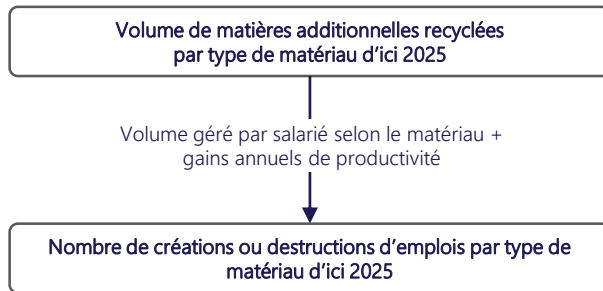 Volume de matières additionnelles recyclées
par type de matériau d’ici 2025
Volume géré par salarié selon le matériau +
gains annuels de productivité
Nombre de créations ou destructions d’emplois par type de
matériau d’ici 2025